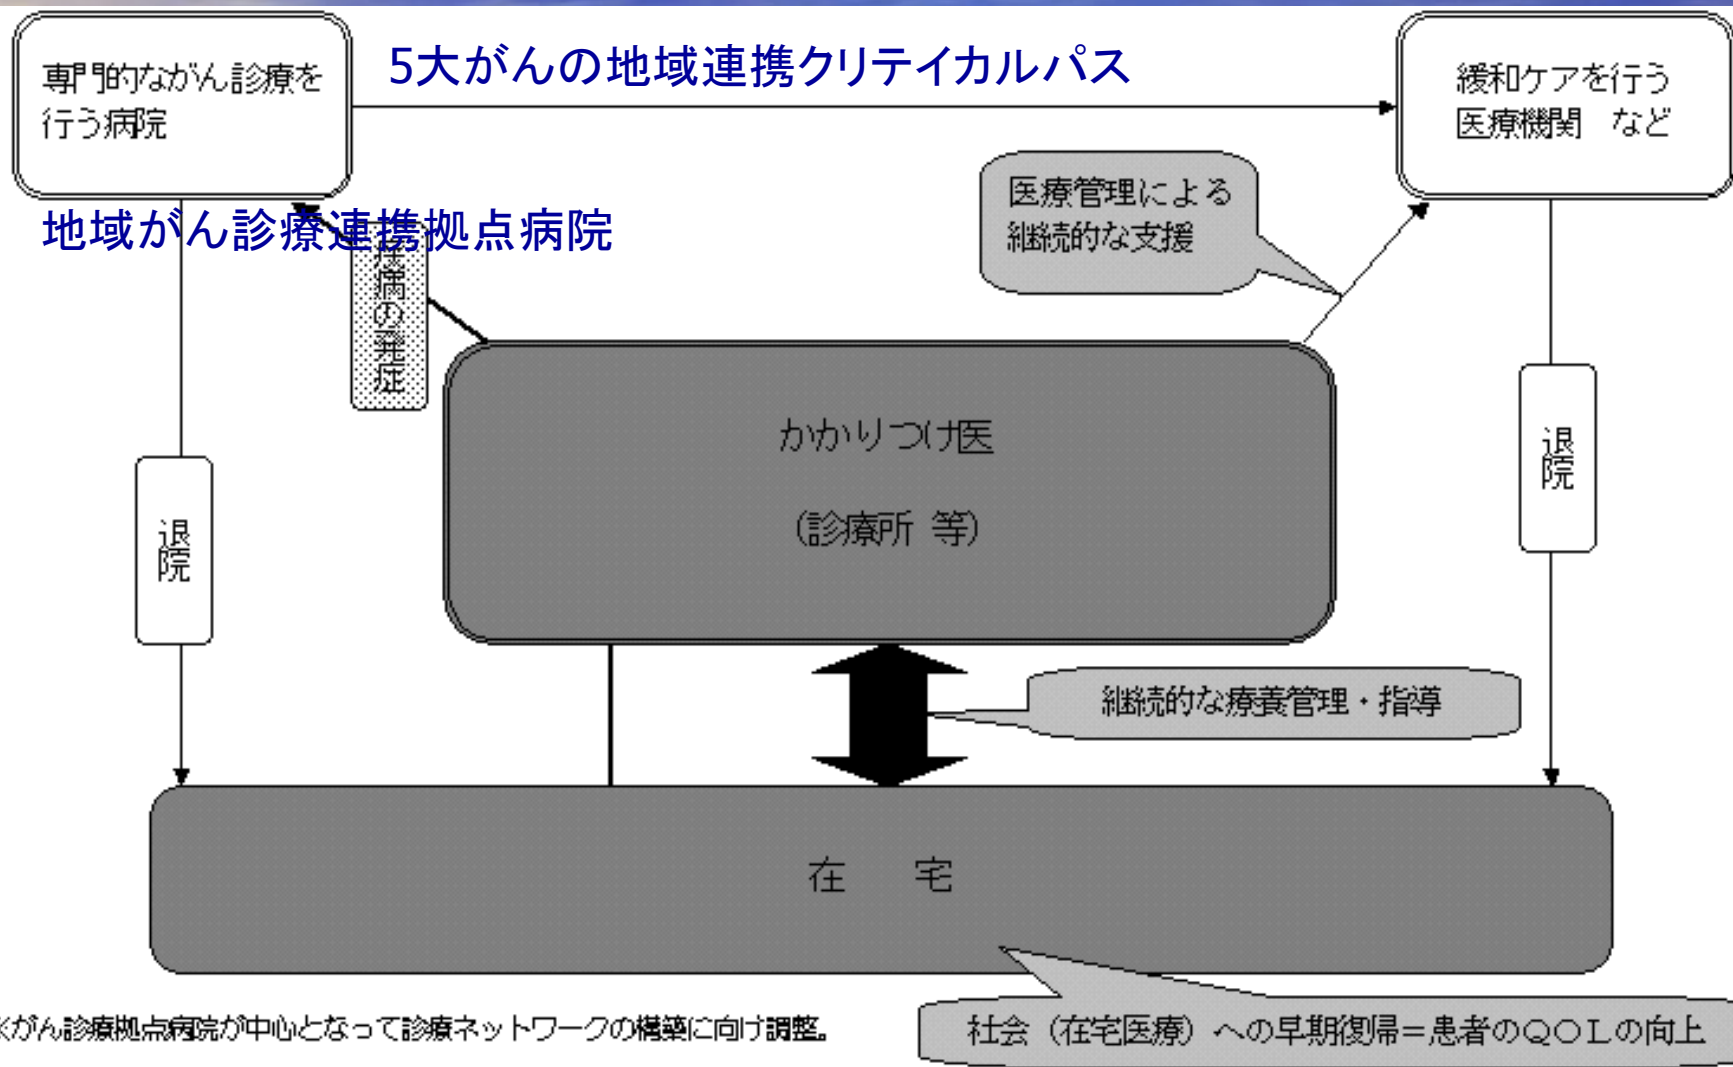 専門的ながん診療を
行う病院
5大がんの地域連携クリテイカルパス
緩和ケアを行う
医療機関 など
地域がん診療連携拠点病院
医療管理による
継続的な支援
疾病の発症
かかりつけ医
(診療所 等)
退院
退院
継続的な療養管理・指導
在 宅
がん診療拠点病院が中心となって診療ネットワークの構築に向け調整。
社会(在宅医療)への早期復帰=患者のQOLの向上